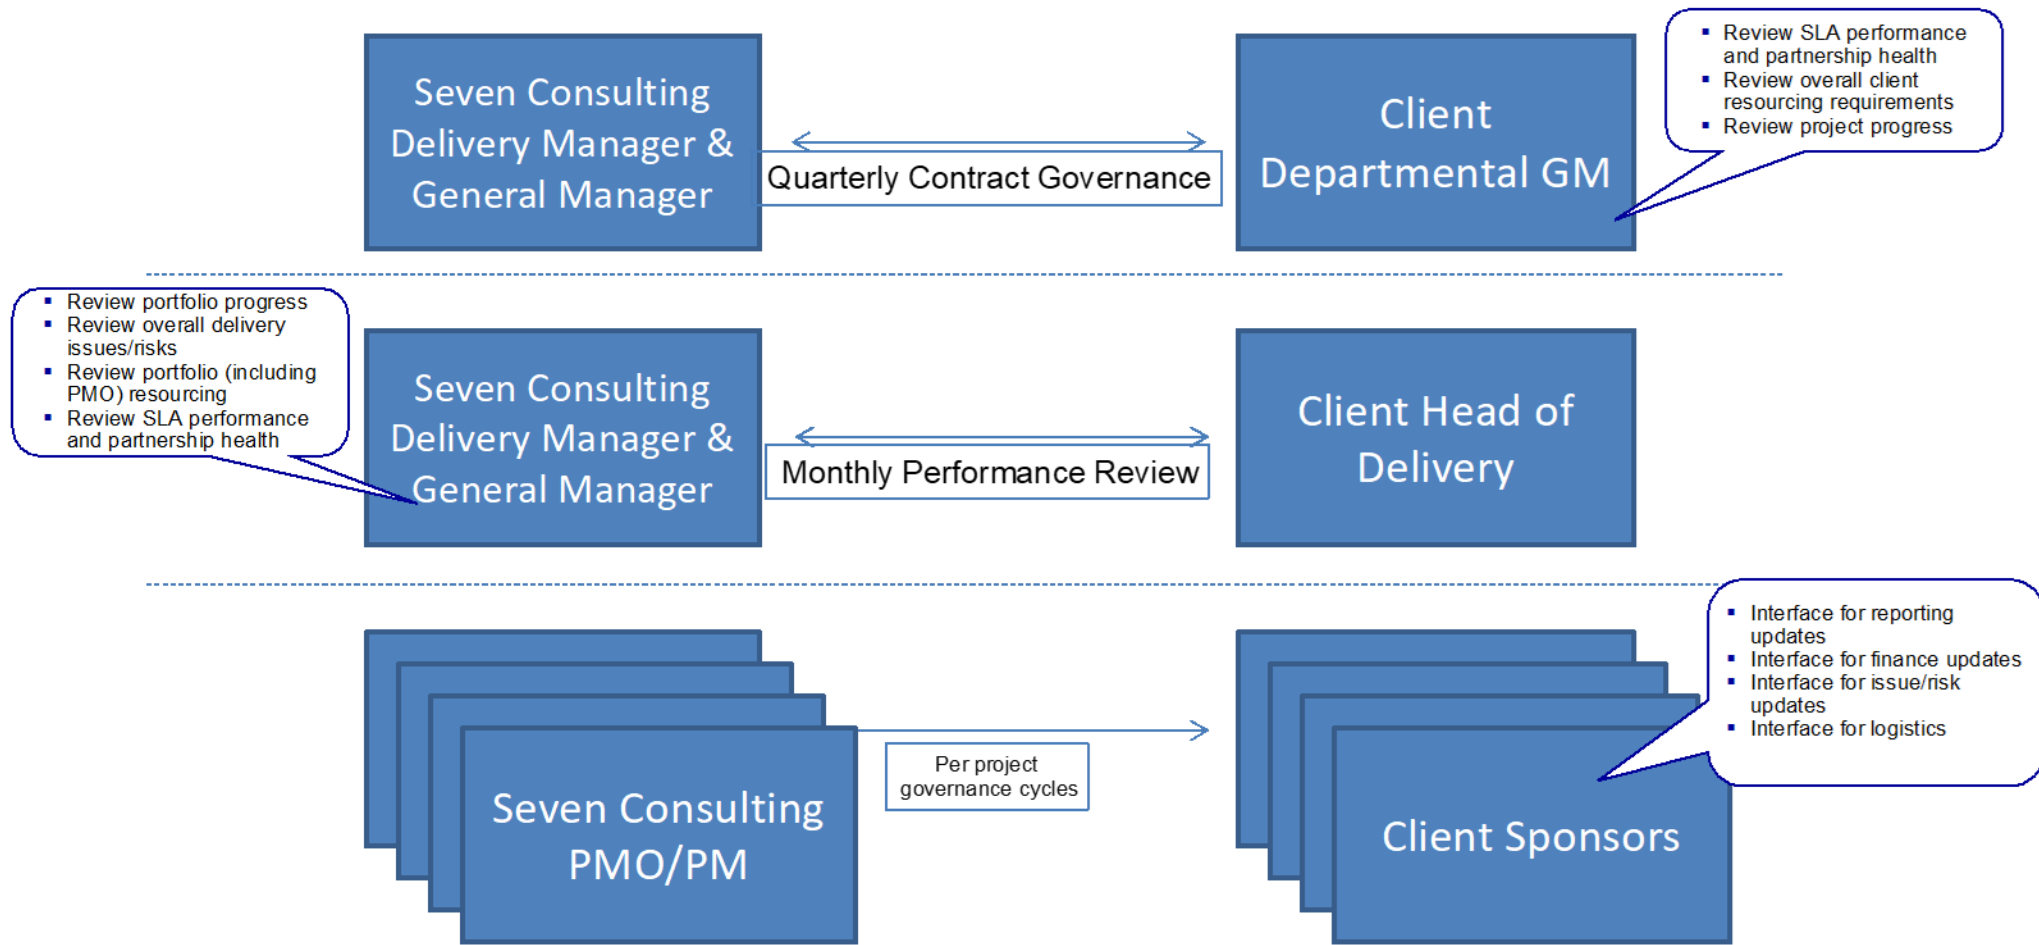 Seven Consulting
Delivery Manager &
General Manager
Quarterly Contract Governance
Client
Departmental GM
▪ Review SLA performance
and partnership health
▪ Review overall client
resourcing requirements
▪ Review project progress
▪ Review portfolio progress
▪ Review overall delivery
issues/risks
▪ Review portfolio (including
PMO) resourcing
▪ Review SLA performance
and partnership health
Seven Consulting
Delivery Manager &
General Manager
Monthly Performance Review
Client Head of
Delivery
Seven Consulting
PMO/PM
Per project
governance cycles
Client Sponsors
▪ Interface for reporting
updates
▪ Interface for finance updates
▪ Interface for issue/risk
updates
▪ Interface for logistics